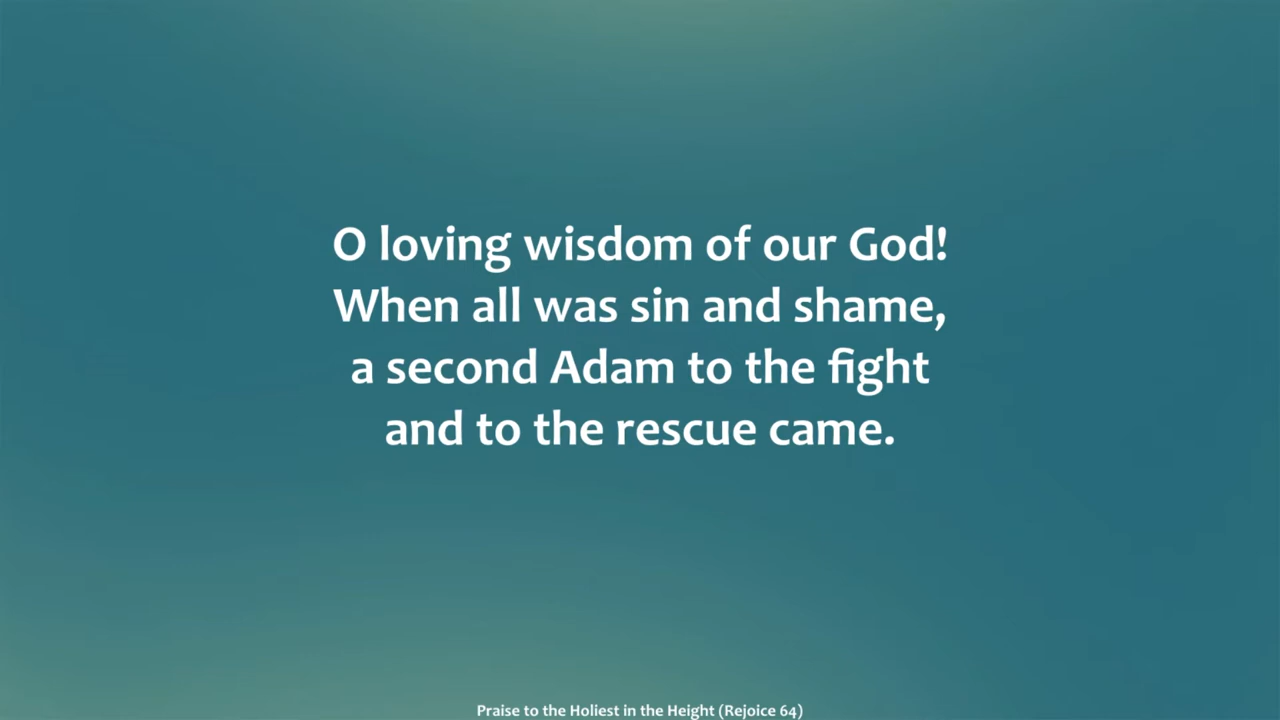 O loving wisdom of our God!
When all was sin and shame,
a second Adam to the fight
and to the rescue came.
Praise to the Holiest in the Height (Rejoice 64)